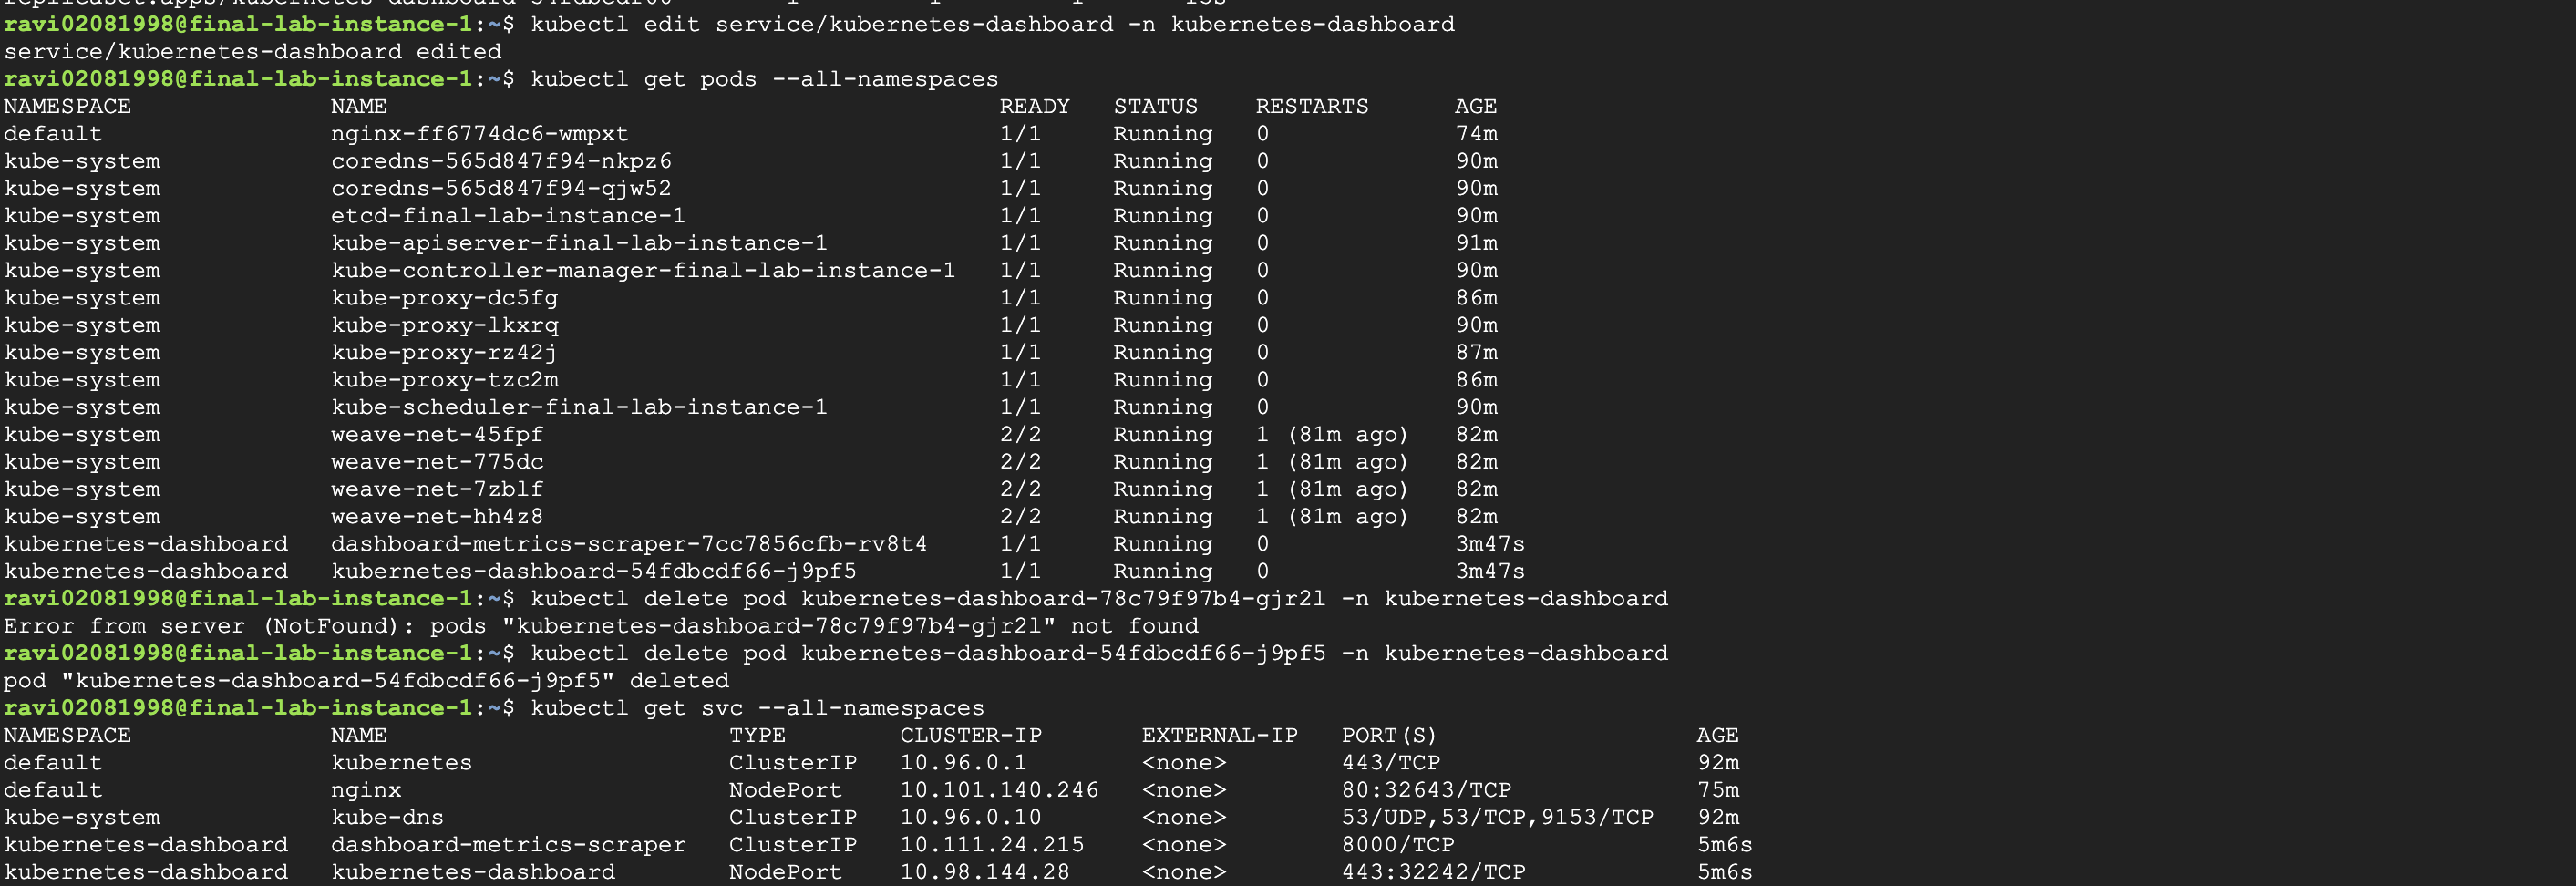 replicaset.apps/kubernetes-dashboard-54fdbcdf66 1 1 1 15s
ravi02081998@final-lab-instance-1:~$ kubectl edit service/kubernetes-dashboard -n kubernetes-dashboard
service/kubernetes-dashboard edited
ravi02081998@final-lab-instance-1:~$ kubectl get pods --all-namespaces
NAMESPACE NAME READY STATUS RESTARTS AGE
default nginx-ff6774dc6-wmpxt 1/1 Running 0 74m
kube-system coredns-565d847f94-nkpz6 1/1 Running 0 90m
kube-system coredns-565d847f94-qjw52 1/1 Running 0 90m
kube-system etcd-final-lab-instance-1 1/1 Running 0 90m
kube-system kube-apiserver-final-lab-instance-1 1/1 Running 0 91m
kube-system kube-controller-manager-final-lab-instance-1 1/1 Running 0 90m
kube-system kube-proxy-dc5fg 1/1 Running 0 86m
kube-system kube-proxy-lkxrq 1/1 Running 0 90m
kube-system kube-proxy-rz42j 1/1 Running 0 87m
kube-system kube-proxy-tzc2m 1/1 Running 0 86m
kube-system kube-scheduler-final-lab-instance-1 1/1 Running 0 90m
kube-system weave-net-45fpf 2/2 Running 1 (81m ago) 82m
kube-system weave-net-775dc 2/2 Running 1 (81m ago) 82m
kube-system weave-net-7zblf 2/2 Running 1 (81m ago) 82m
kube-system weave-net-hh4z8 2/2 Running 1 (81m ago) 82m
kubernetes-dashboard dashboard-metrics-scraper-7cc7856cfb-rv8t4 1/1 Running 0 3m47s
kubernetes-dashboard kubernetes-dashboard-54fdbcdf66-j9pf5 1/1 Running 0 3m47s
ravi02081998@final-lab-instance-1:~$ kubectl delete pod kubernetes-dashboard-78c79f97b4-gjr2l -n kubernetes-dashboard
Error from server (NotFound): pods "kubernetes-dashboard-78c79f97b4-gjr2l" not found
ravi02081998@final-lab-instance-1:~$ kubectl delete pod kubernetes-dashboard-54fdbcdf66-j9pf5 -n kubernetes-dashboard
pod "kubernetes-dashboard-54fdbcdf66-j9pf5" deleted
ravi02081998@final-lab-instance-1:~$ kubectl get svc --all-namespaces
NAMESPACE NAME TYPE CLUSTER-IP EXTERNAL-IP PORT(S) AGE
default kubernetes ClusterIP 10.96.0.1 <none> 443/TCP 92m
default nginx NodePort 10.101.140.246 <none> 80:32643/TCP 75m
kube-system kube-dns ClusterIP 10.96.0.10 <none> 53/UDP,53/TCP,9153/TCP 92m
kubernetes-dashboard dashboard-metrics-scraper ClusterIP 10.111.24.215 <none> 8000/TCP 5m6s
kubernetes-dashboard kubernetes-dashboard NodePort 10.98.144.28 <none> 443:32242/TCP 5m6s